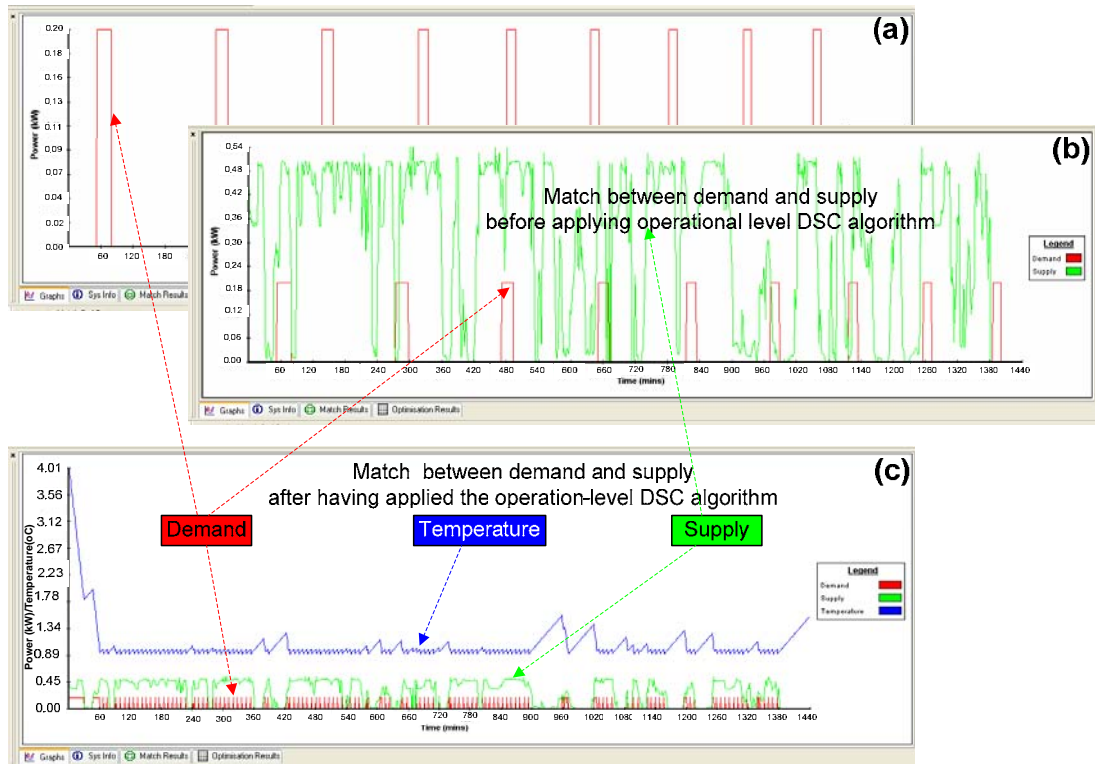 (a)
Power (kW)
0.20
0.18
0.16
0.13
0.11
0.09
0.07
0.04
0.02
0.00
60 120
Graphs Sys Info Match Results
(b)
Power (kW)
0.54
0.48
0.42
0.36
0.30
0.24
0.18
0.12
0.06
0.00
Match between demand and supply
before applying operational level DSC algorithm
Legend
Demand
Supply
60 120 180 240 300 360 420 480 540 600 660 720 780 840 900 960 1020 1080 1140 1200 1260 1320 1380 1440
Time (mins)
Graphs Sys Info Match Results Optimisation Results
(c)
Power (kW)/Temperature(oC)
4.01
3.56
3.12
2.67
2.23
1.78
1.34
0.89
0.45
0.00
Match between demand and supply
after having applied the operation-level DSC algorithm
Demand Temperature Supply
Legend
Demand
Supply
Temperature
60 120 180 240 300 360 420 480 540 600 660 720 780 840 900 960 1020 1080 1140 1200 1260 1320 1380 1440
Time (mins)
Graphs Sys Info Match Results Optimisation Results